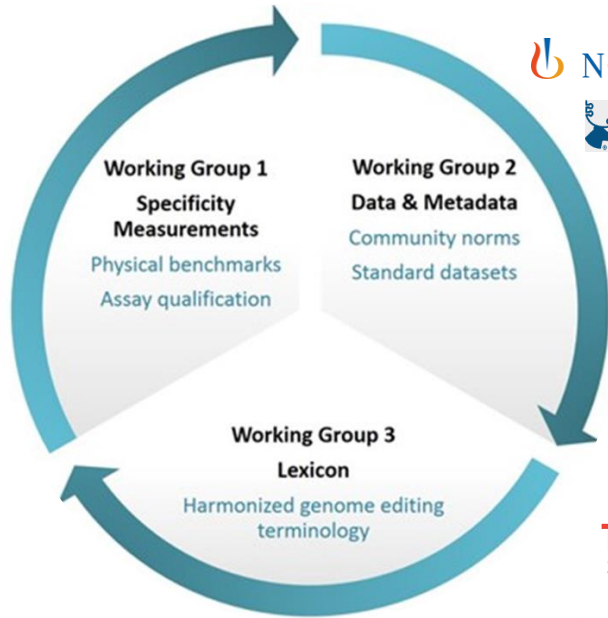 N
Working Group 1
Specificity
Measurements
Physical benchmarks
Assay qualification
Working Group 2
Data & Metadata
Community norms
Standard datasets
Working Group 3
Lexicon
Harmonized genome editing
terminology